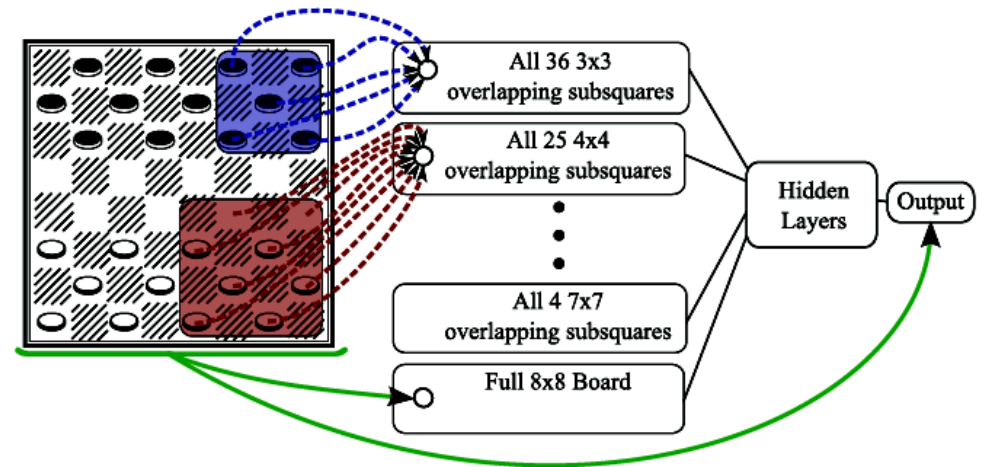 All 36 3x3
overlapping subsquares
All 25 4x4
overlapping subsquares
Hidden
Layers
Output
All 4 7x7
overlapping subsquares
Full 8x8 Board